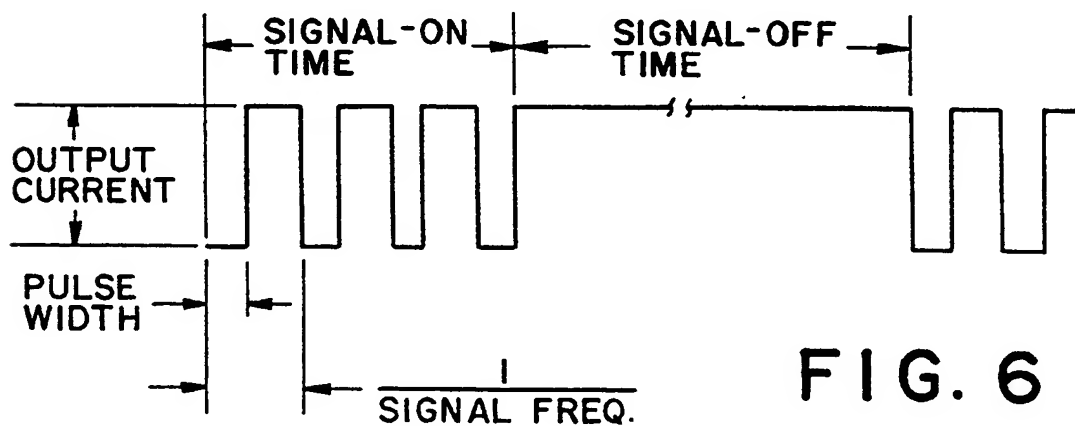 SIGNAL-ON
TIME
SIGNAL-OFF
TIME
OUTPUT
CURRENT
PULSE
WIDTH
1
SIGNAL FREQ.
FIG. 6